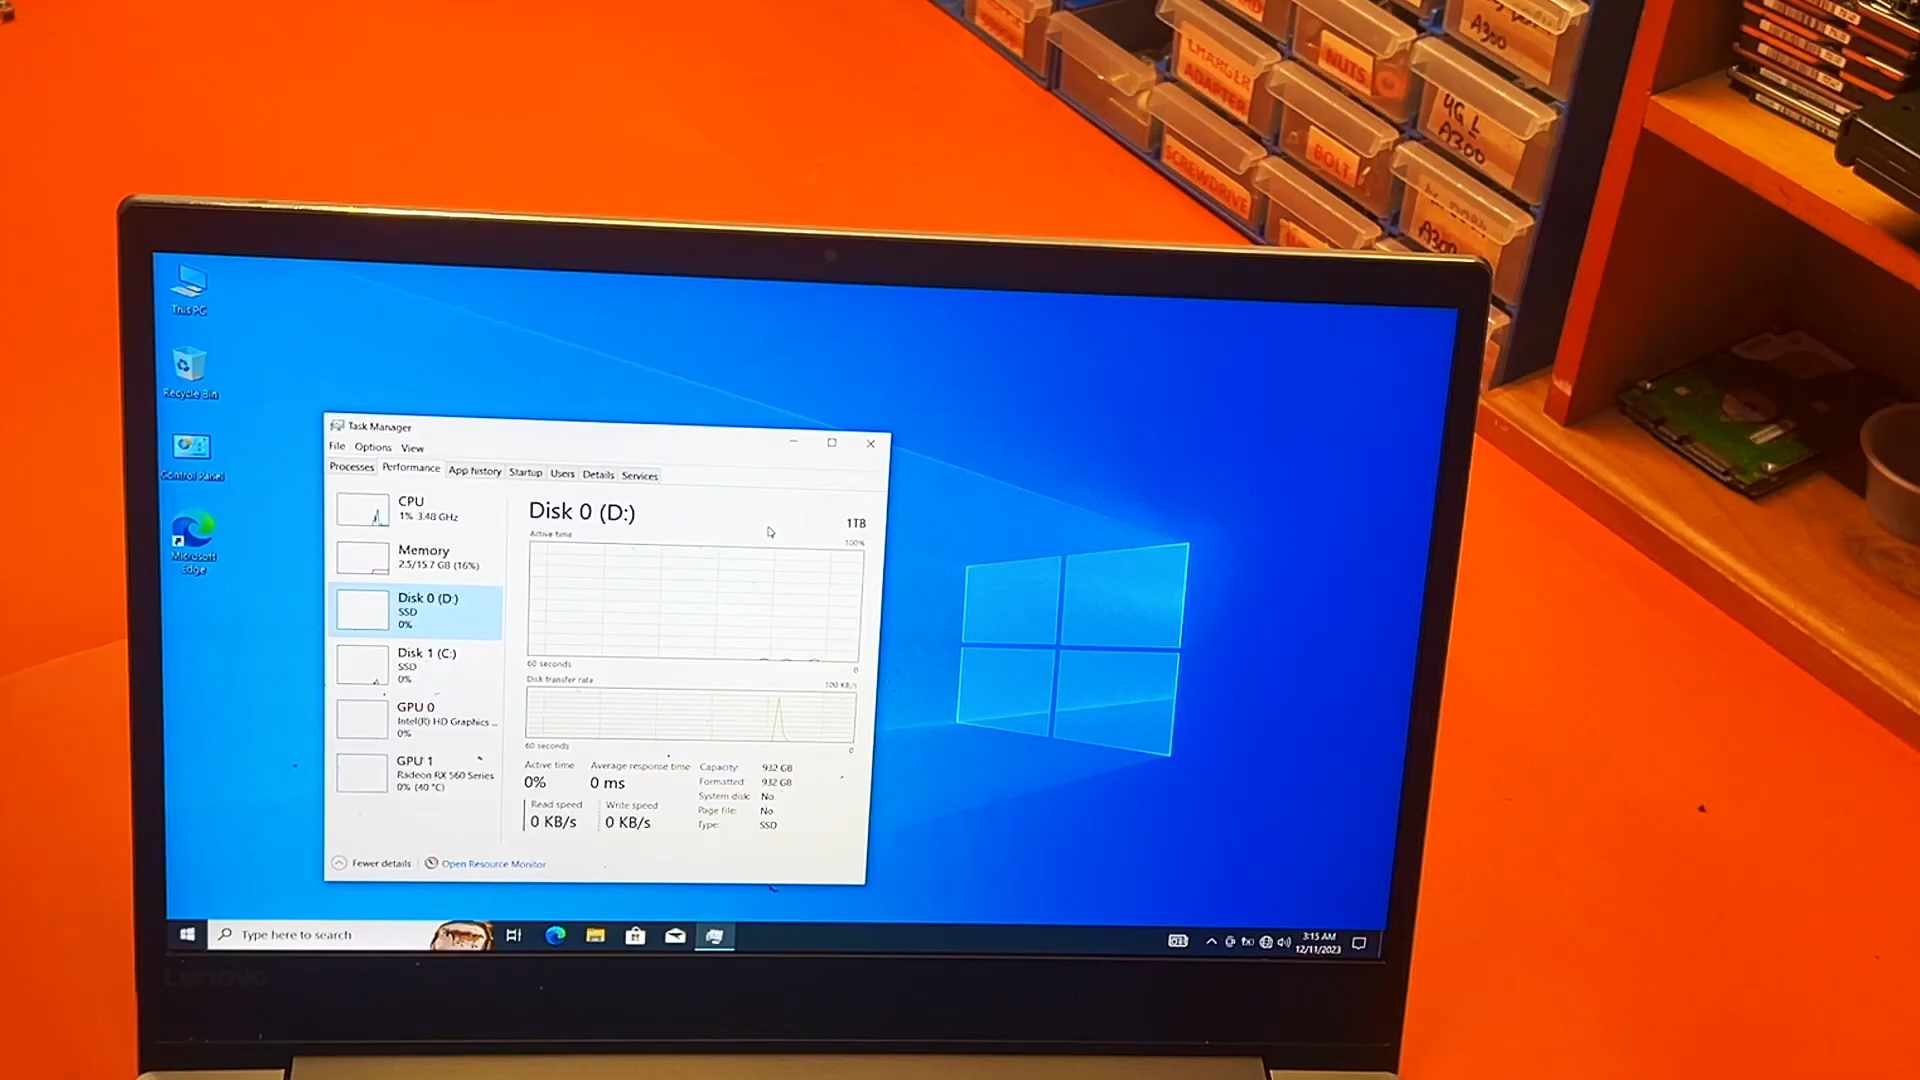 CHARGER
ADAPTER
NUTS
A300
4G L
A300
SCREWDRIVE
BOLT
A300
This PG
Recycle Bin
Control Panel
Microsoft
Edge
Task Manager
File Options View
Processes Performance App history Startup Users Details Services
CPU
1% 3.48 GHz
Memory
2.5/15.7 GB (16%)
Disk 0 (D:)
SSD
0%
Disk 1 (C:)
SSD
0%
GPU 0
Intel(R) HD Graphics ...
0%
GPU 1
Radeon RX 560 Series
0% (40 °C)
Disk 0 (D:)
1TB
Active time
100%
60 seconds
0
Disk transfer rate
100 KB/s
60 seconds
0
Active time
0%
Average response time
0 ms
Read speed
0 KB/s
Write speed
0 KB/s
Capacity: 932 GB
Formatted: 932 GB
System disk: No
Page file: No
Type: SSD
Fewer details
Open Resource Monitor
Type here to search
3:15 AM
12/11/2023
Lenovo